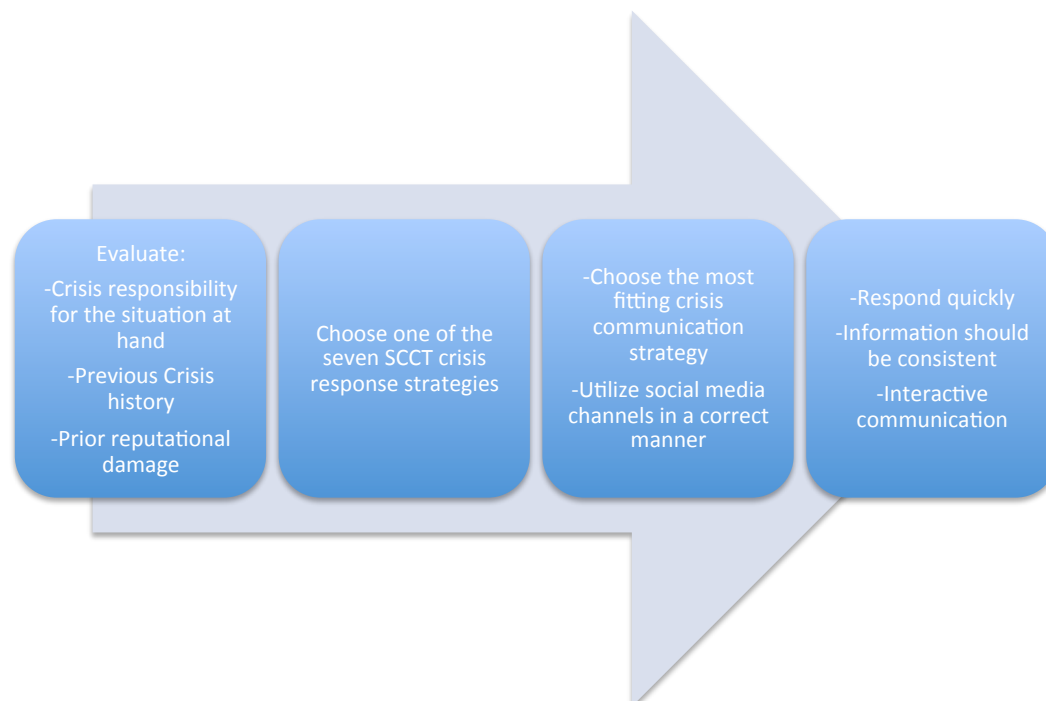 Evaluate:
-Crisis responsibility
for the situation at
hand
-Previous Crisis
history
-Prior reputational
damage
Choose one of the
seven SCCT crisis
response strategies
-Choose the most
fitting crisis
communication
strategy
-Utilize social media
channels in a correct
manner
-Respond quickly
-Information should
be consistent
-Interactive
communication